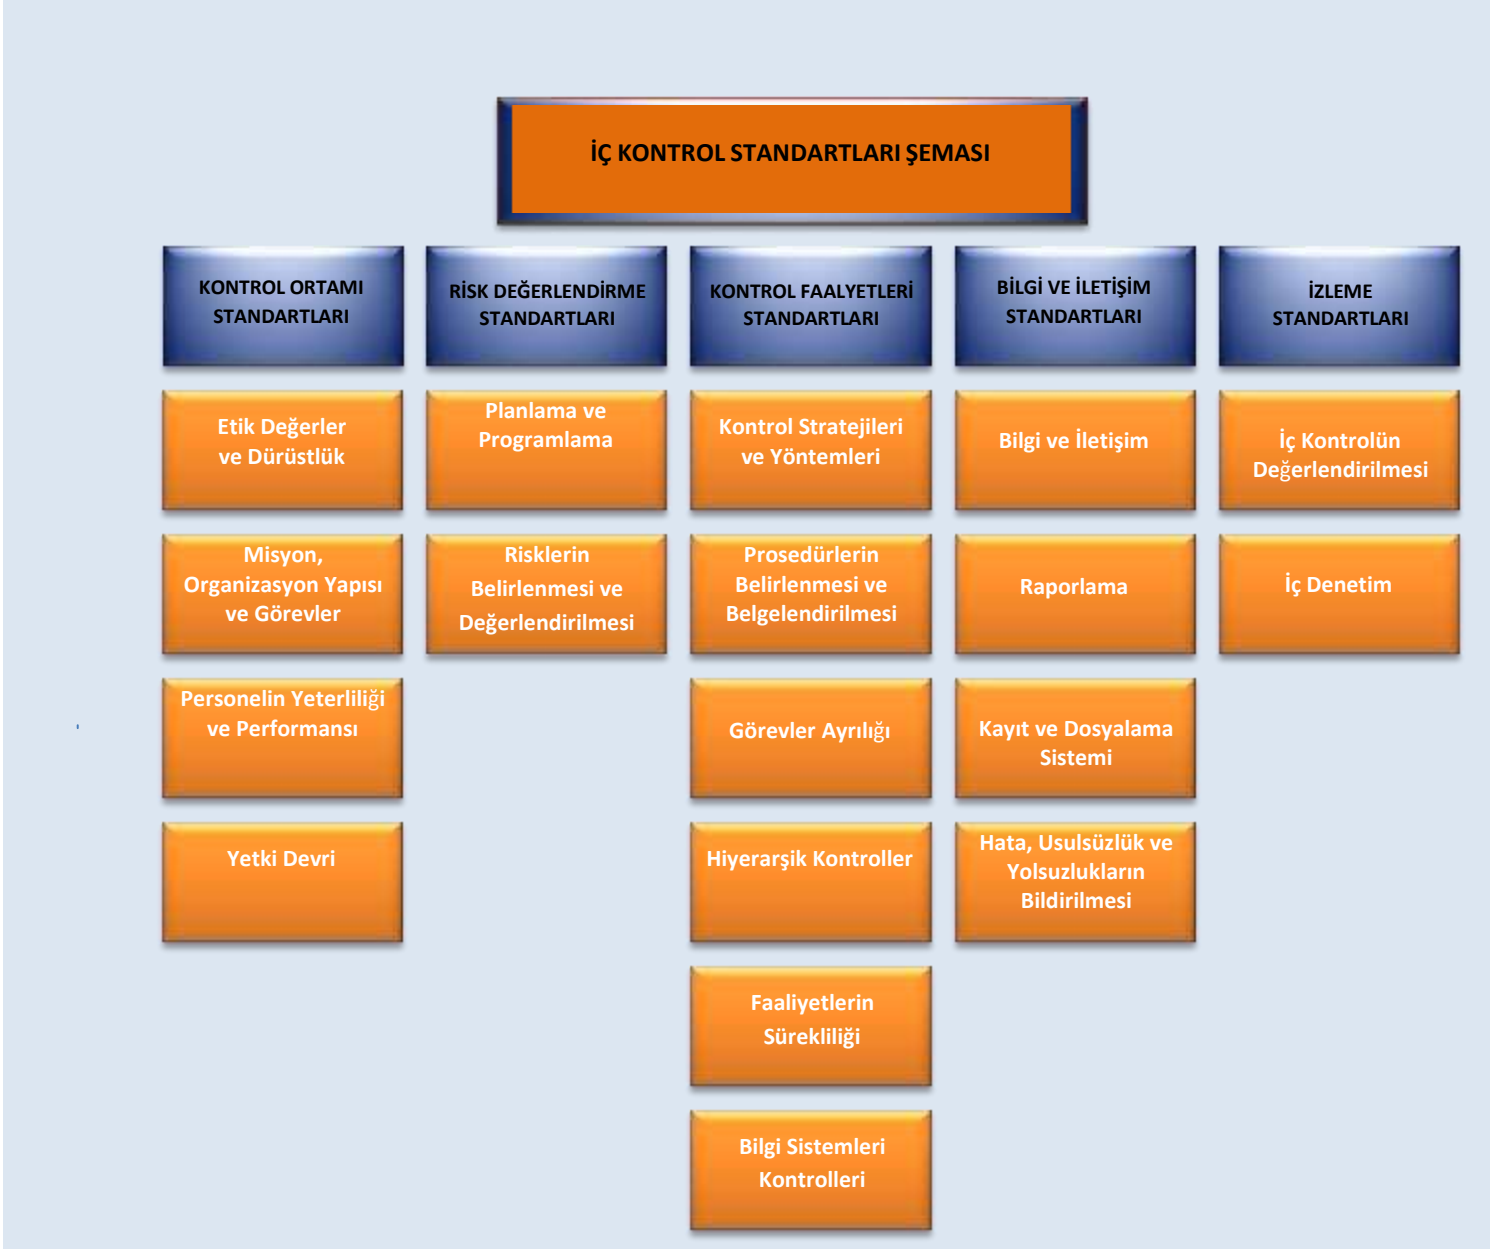 İÇ KONTROL STANDARTLARI ŞEMASI
KONTROL ORTAMI
STANDARTLARI
RİSK DEĞERLENDİRME
STANDARTLARI
KONTROL FAALYETLERİ
STANDARTLARI
BİLGİ VE İLETİŞİM
STANDARTLARI
İZLEME
STANDARTLARI
Etik Değerler
ve Dürüstlük
Planlama ve
Programlama
Kontrol Stratejileri
ve Yöntemleri
Bilgi ve İletişim
İç Kontrolün
Değerlendirilmesi
Misyon,
Organizasyon Yapısı
ve Görevler
Risklerin
Belirlenmesi ve
Değerlendirilmesi
Prosedürlerin
Belirlenmesi ve
Belgelendirilmesi
Raporlama
İç Denetim
Personelin Yeterliliği
ve Performansı
Görevler Ayrılığı
Kayıt ve Dosyalama
Sistemi
Yetki Devri
Hiyerarşik Kontroller
Hata, Usulsüzlük ve
Yolsuzlukların
Bildirilmesi
Faaliyetlerin
Sürekliliği
Bilgi Sistemleri
Kontrolleri